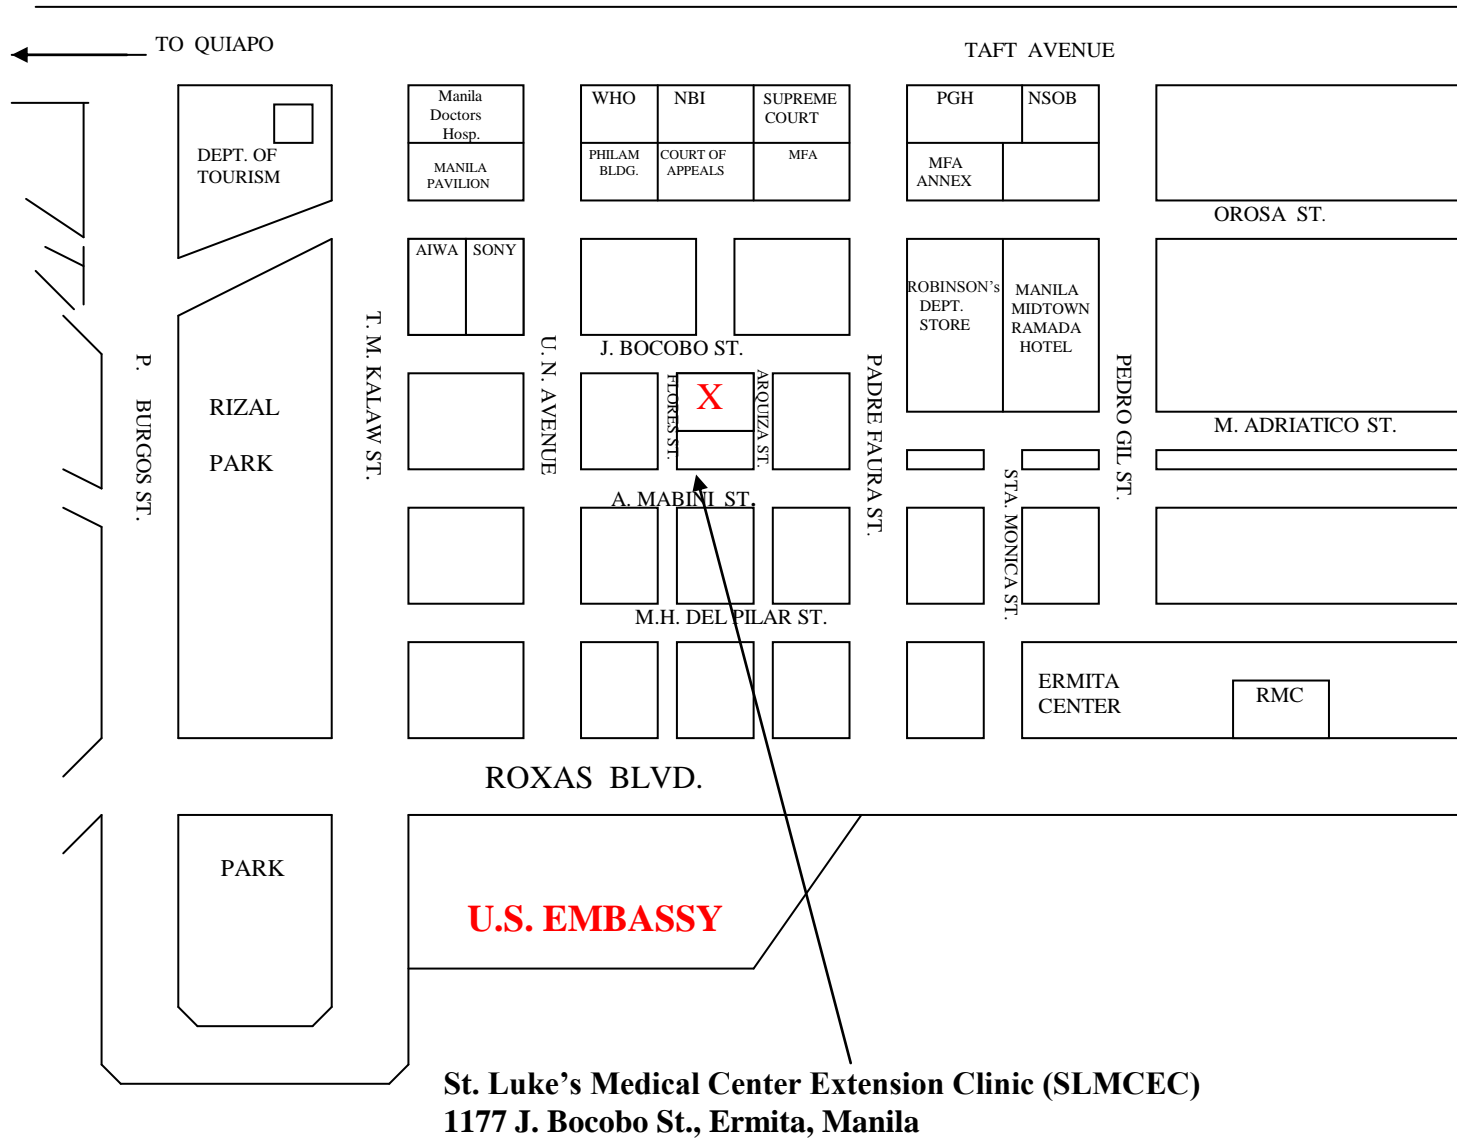 TO QUIAPO
TAFT AVENUE
Manila
Doctors
Hosp.
WHO
NBI
SUPREME
COURT
PGH
NSOB
DEPT. OF
TOURISM
MANILA
PAVILION
PHILAM
BLDG.
COURT OF
APPEALS
MFA
MFA
ANNEX
OROSA ST.
AIWA
SONY
ROBINSON's
DEPT.
STORE
MANILA
MIDTOWN
RAMADA
HOTEL
J. BOCOBO ST.
P. BURGOS ST.
RIZAL
PARK
T. M. KALAW ST.
U. N. AVENUE
FLORES ST.
X
ARQUIZA ST.
PADRE FAURA ST.
PEDRO GIL ST.
M. ADRIATICO ST.
A. MABINI ST.
STA. MONICA ST.
M.H. DEL PILAR ST.
ERMITA
CENTER
RMC
ROXAS BLVD.
PARK
U.S. EMBASSY
St. Luke's Medical Center Extension Clinic (SLMCEC)
1177 J. Bocobo St., Ermita, Manila